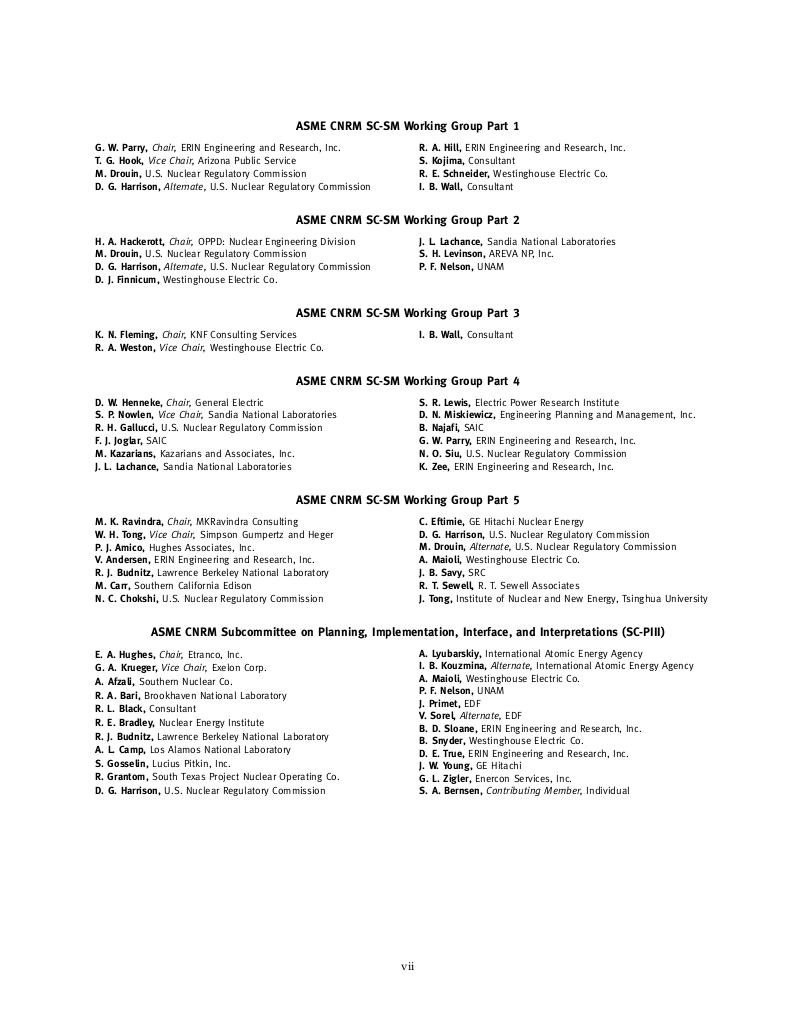 ASME CNRM SC-SM Working Group Part 1
G. W. Parry, Chair, ERIN Engineering and Research, Inc.
T. G. Hook, Vice Chair, Arizona Public Service
M. Drouin, U.S. Nuclear Regulatory Commission
D. G. Harrison, Alternate, U.S. Nuclear Regulatory Commission
R. A. Hill, ERIN Engineering and Research, Inc.
S. Kojima, Consultant
R. E. Schneider, Westinghouse Electric Co.
I. B. Wall, Consultant
ASME CNRM SC-SM Working Group Part 2
H. A. Hackerott, Chair, OPPD: Nuclear Engineering Division
M. Drouin, U.S. Nuclear Regulatory Commission
D. G. Harrison, Alternate, U.S. Nuclear Regulatory Commission
D. J. Finnicum, Westinghouse Electric Co.
J. L. Lachance, Sandia National Laboratories
S. H. Levinson, AREVA NP, Inc.
P. F. Nelson, UNAM
ASME CNRM SC-SM Working Group Part 3
K. N. Fleming, Chair, KNF Consulting Services
R. A. Weston, Vice Chair, Westinghouse Electric Co.
I. B. Wall, Consultant
ASME CNRM SC-SM Working Group Part 4
D. W. Henneke, Chair, General Electric
S. P. Nowlen, Vice Chair, Sandia National Laboratories
R. H. Gallucci, U.S. Nuclear Regulatory Commission
F. J. Joglar, SAIC
M. Kazarians, Kazarians and Associates, Inc.
J. L. Lachance, Sandia National Laboratories
S. R. Lewis, Electric Power Research Institute
D. N. Miskiewicz, Engineering Planning and Management, Inc.
B. Najafi, SAIC
G. W. Parry, ERIN Engineering and Research, Inc.
N. O. Siu, U.S. Nuclear Regulatory Commission
K. Zee, ERIN Engineering and Research, Inc.
ASME CNRM SC-SM Working Group Part 5
M. K. Ravindra, Chair, MKRavindra Consulting
W. H. Tong, Vice Chair, Simpson Gumpertz and Heger
P. J. Amico, Hughes Associates, Inc.
V. Andersen, ERIN Engineering and Research, Inc.
R. J. Budnitz, Lawrence Berkeley National Laboratory
M. Carr, Southern California Edison
N. C. Chokshi, U.S. Nuclear Regulatory Commission
C. Eftimie, GE Hitachi Nuclear Energy
D. G. Harrison, U.S. Nuclear Regulatory Commission
M. Drouin, Alternate, U.S. Nuclear Regulatory Commission
A. Maioli, Westinghouse Electric Co.
J. B. Savy, SRC
R. T. Sewell, R. T. Sewell Associates
J. Tong, Institute of Nuclear and New Energy, Tsinghua University
ASME CNRM Subcommittee on Planning, Implementation, Interface, and Interpretations (SC-PIII)
E. A. Hughes, Chair, Etranco, Inc.
G. A. Krueger, Vice Chair, Exelon Corp.
A. Afzali, Southern Nuclear Co.
R. A. Bari, Brookhaven National Laboratory
R. L. Black, Consultant
R. E. Bradley, Nuclear Energy Institute
R. J. Budnitz, Lawrence Berkeley National Laboratory
A. L. Camp, Los Alamos National Laboratory
S. Gosselin, Lucius Pitkin, Inc.
R. Grantom, South Texas Project Nuclear Operating Co.
D. G. Harrison, U.S. Nuclear Regulatory Commission
A. Lyubarskiy, International Atomic Energy Agency
I. B. Kouzmina, Alternate, International Atomic Energy Agency
A. Maioli, Westinghouse Electric Co.
P. F. Nelson, UNAM
J. Primet, EDF
V. Sorel, Alternate, EDF
B. D. Sloane, ERIN Engineering and Research, Inc.
B. Snyder, Westinghouse Electric Co.
D. E. True, ERIN Engineering and Research, Inc.
J. W. Young, GE Hitachi
G. L. Zigler, Enercon Services, Inc.
S. A. Bernsen, Contributing Member, Individual
vii